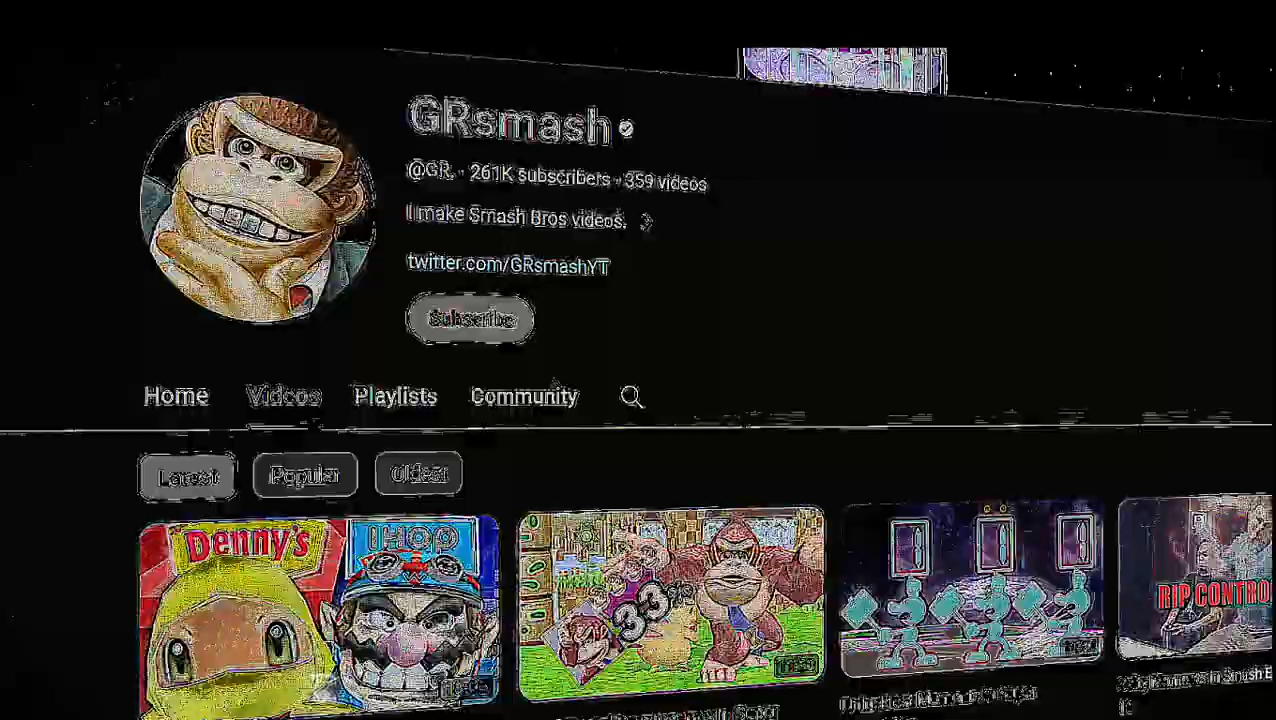 GRsmash
@GR. · 261K subscribers · 359 videos
I make Smash Bros videos. >
twitter.com/GRsmashYT
Subscribe
Home Videos Playlists Community
Latest Popular Oldest
Denny's IHOP
33%
RIP CONTRO